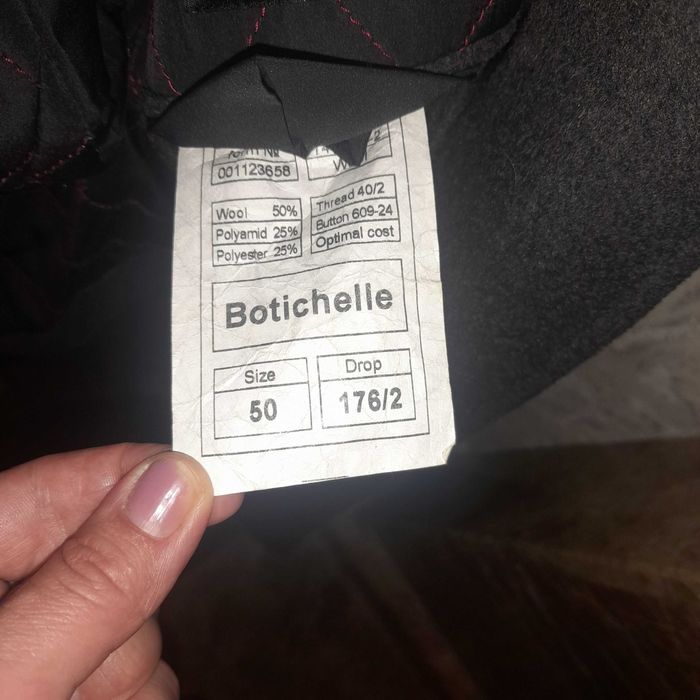 001123658
Wool 50%
Polyamid 25%
Polyester 25%
Thread 40/2
Button 609-24
Optimal cost
Botichelle
Size
50
Drop
176/2